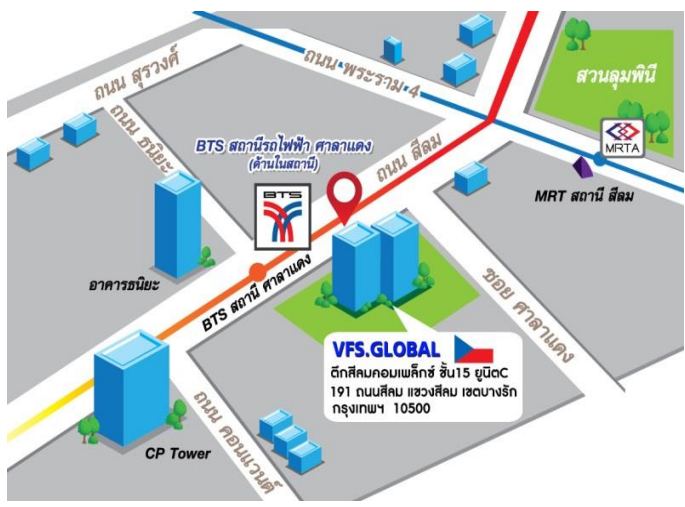 ถนน สุรวงศ์
ถนน พระราม 4
สวนลุมพินี
ถนน ธนิยะ
BTS สถานีรถไฟฟ้า ศาลาแดง
(ด้านในสถานี)
ถนน สีลม
MRTA
MRT สถานี สีลม
BTS
อาคารธนิยะ
BTS สถานี ศาลาแดง
ซอย ศาลาแดง
VFS.GLOBAL
ตึกสีลมคอมเพล็กซ์ ชั้น15 ยูนิตC
191 ถนนสีลม แขวงสีลม เขตบางรัก
กรุงเทพฯ 10500
CP Tower
ถนน คอนแวนต์